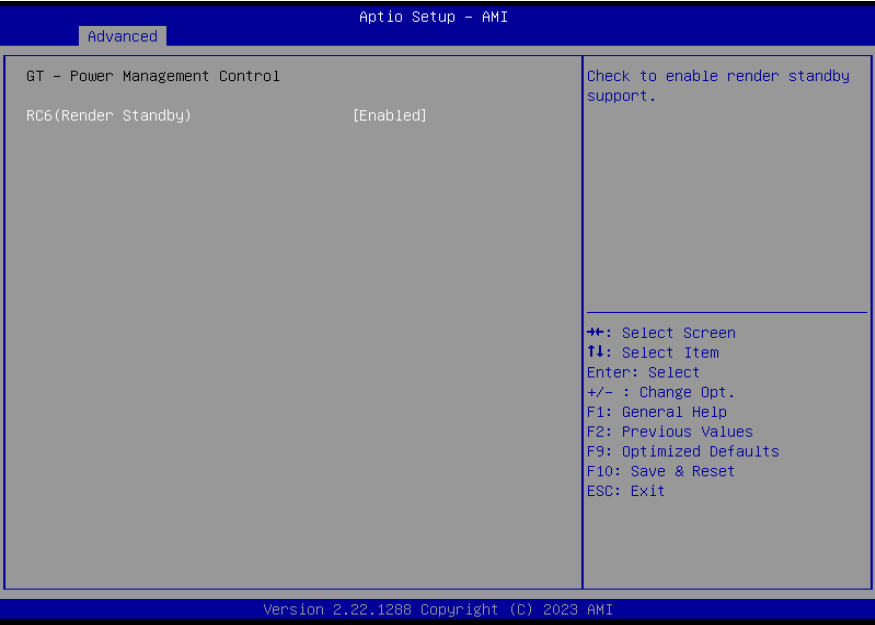 Aptio Setup – AMI
Advanced
GT – Power Management Control
RC6(Render Standby) [Enabled]
Check to enable render standby
support.
→←: Select Screen
↑↓: Select Item
Enter: Select
+/- : Change Opt.
F1: General Help
F2: Previous Values
F9: Optimized Defaults
F10: Save & Reset
ESC: Exit
Version 2.22.1288 Copyright (C) 2023 AMI